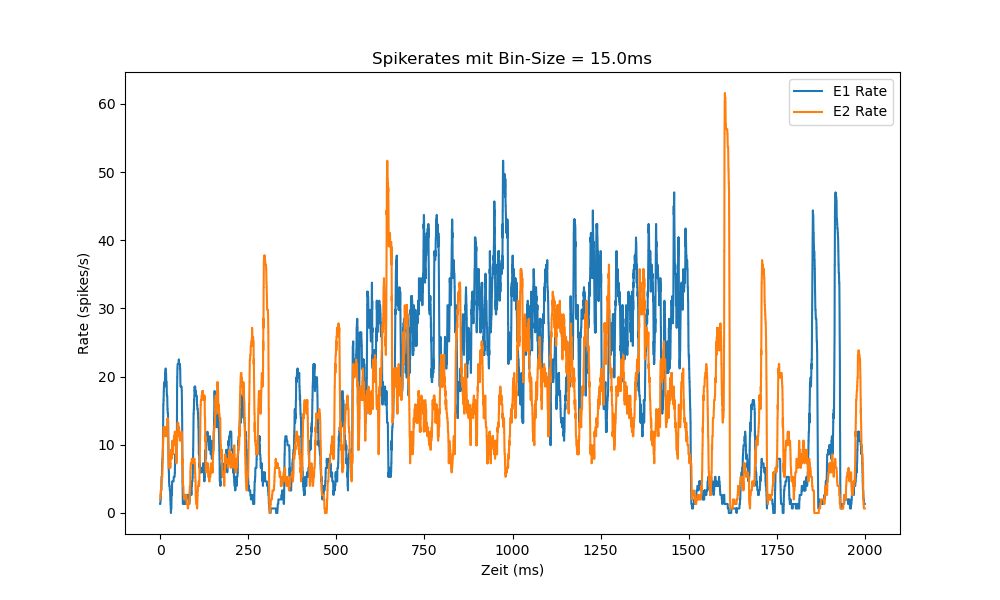 Spikerates mit Bin-Size = 15.0ms
E1 Rate
E2 Rate
60
50
40
30
20
10
0
Rate (spikes/s)
0 250 500 750 1000 1250 1500 1750 2000
Zeit (ms)